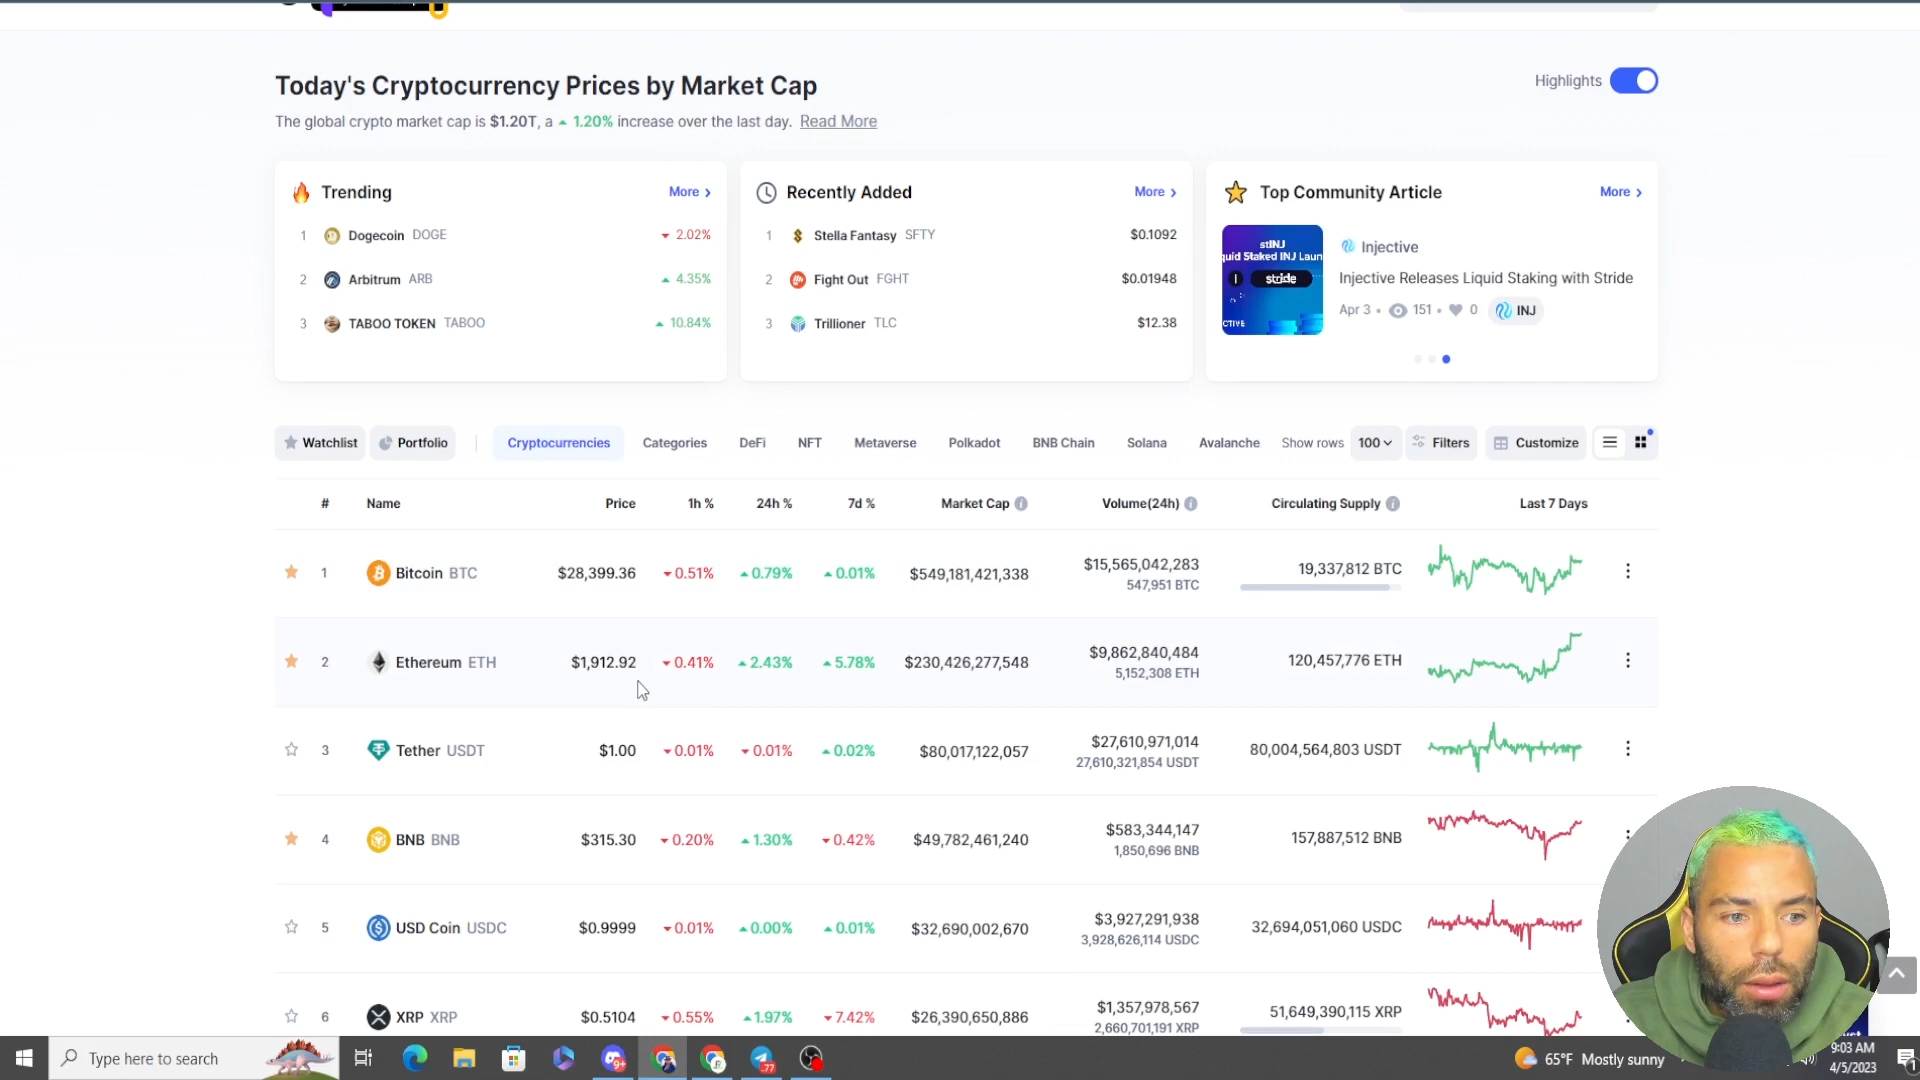 Today's Cryptocurrency Prices by Market Cap
Highlights
The global crypto market cap is $1.20T, a 1.20% increase over the last day. Read More
Trending More
1 Dogecoin DOGE 2.02%
2 Arbitrum ARB 4.35%
3 TABOO TOKEN TABOO 10.84%
Recently Added More
1 Stella Fantasy SFTY $0.1092
2 Fight Out FGHT $0.01948
3 Trillioner TLC $12.38
Top Community Article More
stINJ
quid Staked INJ Laun
stride
CTIVE
Injective
Injective Releases Liquid Staking with Stride
Apr 3 • 151 • 0 INJ
Watchlist Portfolio Cryptocurrencies Categories DeFi NFT Metaverse Polkadot BNB Chain Solana Avalanche Show rows 100 Filters Customize
# Name Price 1h % 24h % 7d % Market Cap Volume(24h) Circulating Supply Last 7 Days
1 Bitcoin BTC $28,399.36 0.51% 0.79% 0.01% $549,181,421,338 $15,565,042,283 19,337,812 BTC
547,951 BTC
2 Ethereum ETH $1,912.92 0.41% 2.43% 5.78% $230,426,277,548 $9,862,840,484 120,457,776 ETH
5,152,308 ETH
3 Tether USDT $1.00 0.01% 0.01% 0.02% $80,017,122,057 $27,610,971,014 80,004,564,803 USDT
27,610,321,854 USDT
4 BNB BNB $315.30 0.20% 1.30% 0.42% $49,782,461,240 $583,344,147 157,887,512 BNB
1,850,696 BNB
5 USD Coin USDC $0.9999 0.01% 0.00% 0.01% $32,690,002,670 $3,927,291,938 32,694,051,060 USDC
3,928,626,114 USDC
6 XRP XRP $0.5104 0.55% 1.97% 7.42% $26,390,650,886 $1,357,978,567 51,649,390,115 XRP
2,660,701,191 XRP
Type here to search
9+
77
65°F Mostly sunny
9:03 AM
4/5/2023
1